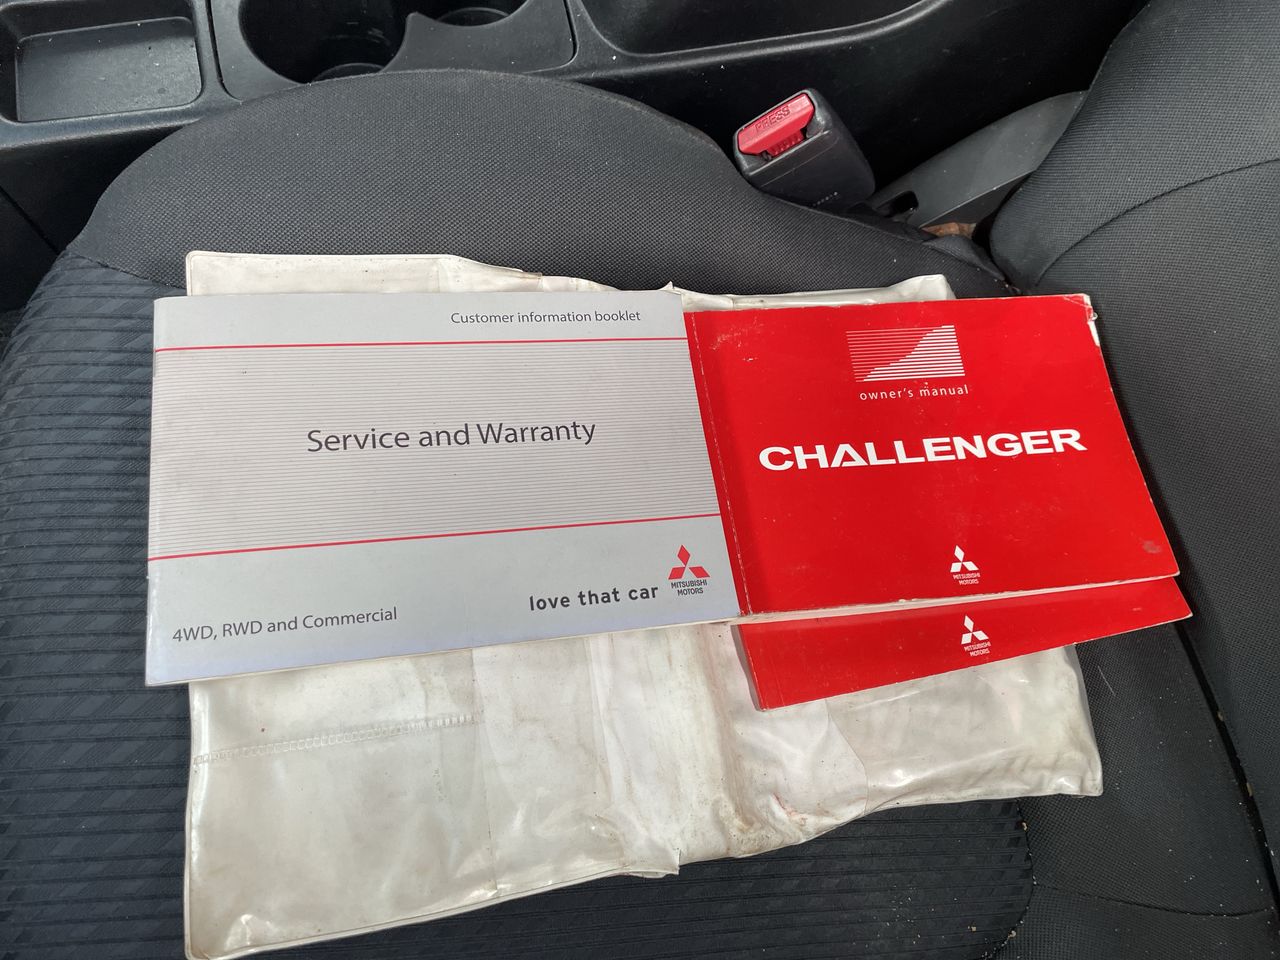 PRESS
Customer information booklet
Service and Warranty
4WD, RWD and Commercial
love that car
MITSUBISHI
MOTORS
owner's manual
CHALLENGER
MITSUBISHI
MOTORS
MITSUBISHI
MOTORS